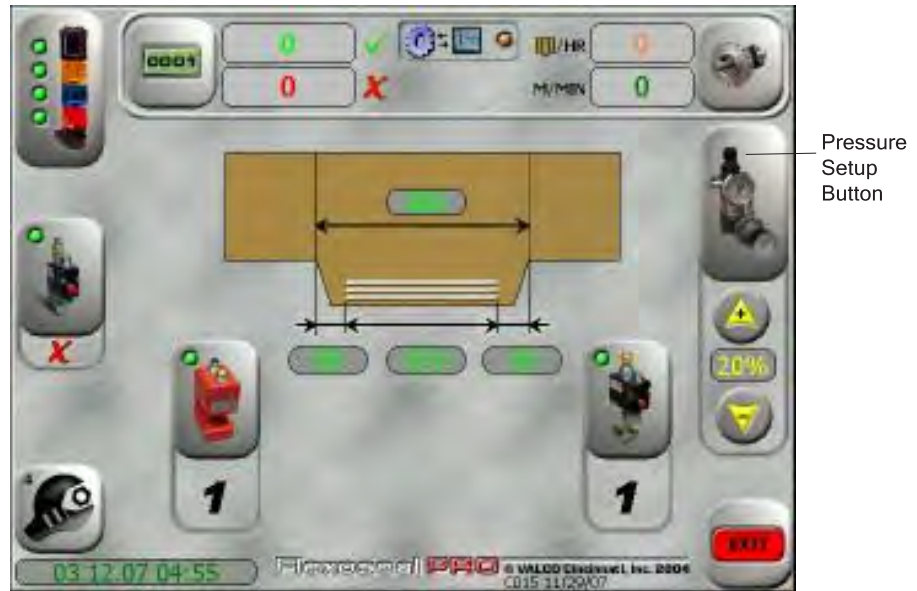 0001
0
0
/HR
0
M/MIN
0
Pressure
Setup
Button
20%
1
1
4
EXIT
03 12.07 04:55
PRO
© VALCO Cincinnati, Inc. 2004
C015 11/29/07